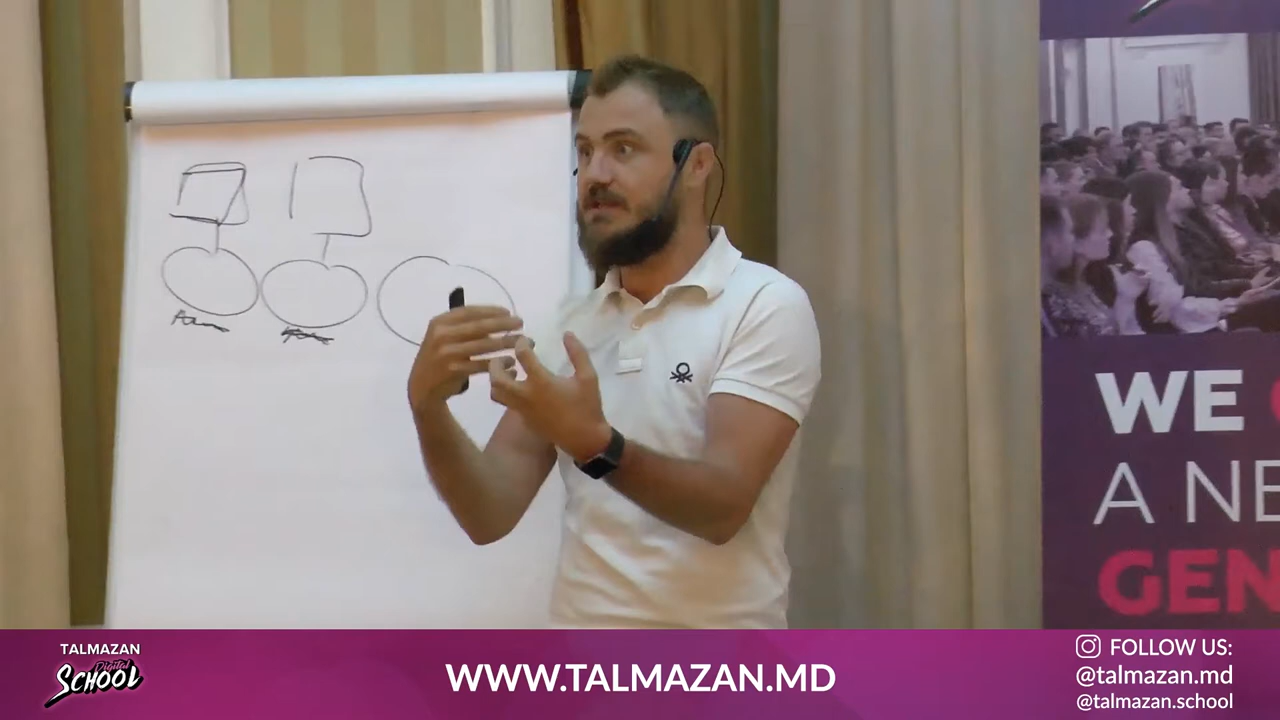 WE
A NE
GEN
TALMAZAN
Digital
SCHOOL
WWW.TALMAZAN.MD
FOLLOW US:
@talmazan.md
@talmazan.school